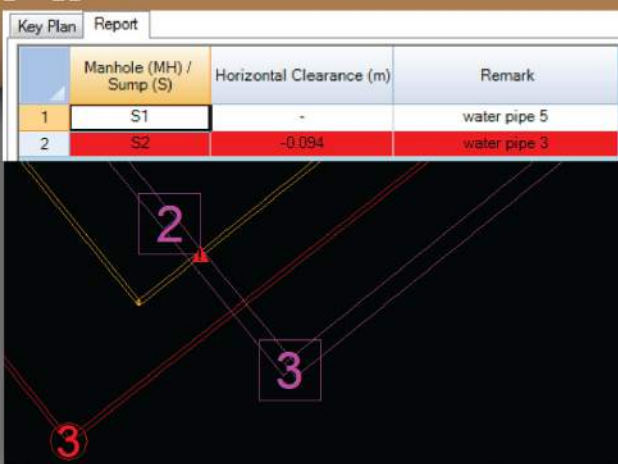 Key Plan Report
Manhole (MH) / Sump (S) Horizontal Clearance (m) Remark
1 S1 - water pipe 5
2 S2 -0.094 water pipe 3
2
3
3